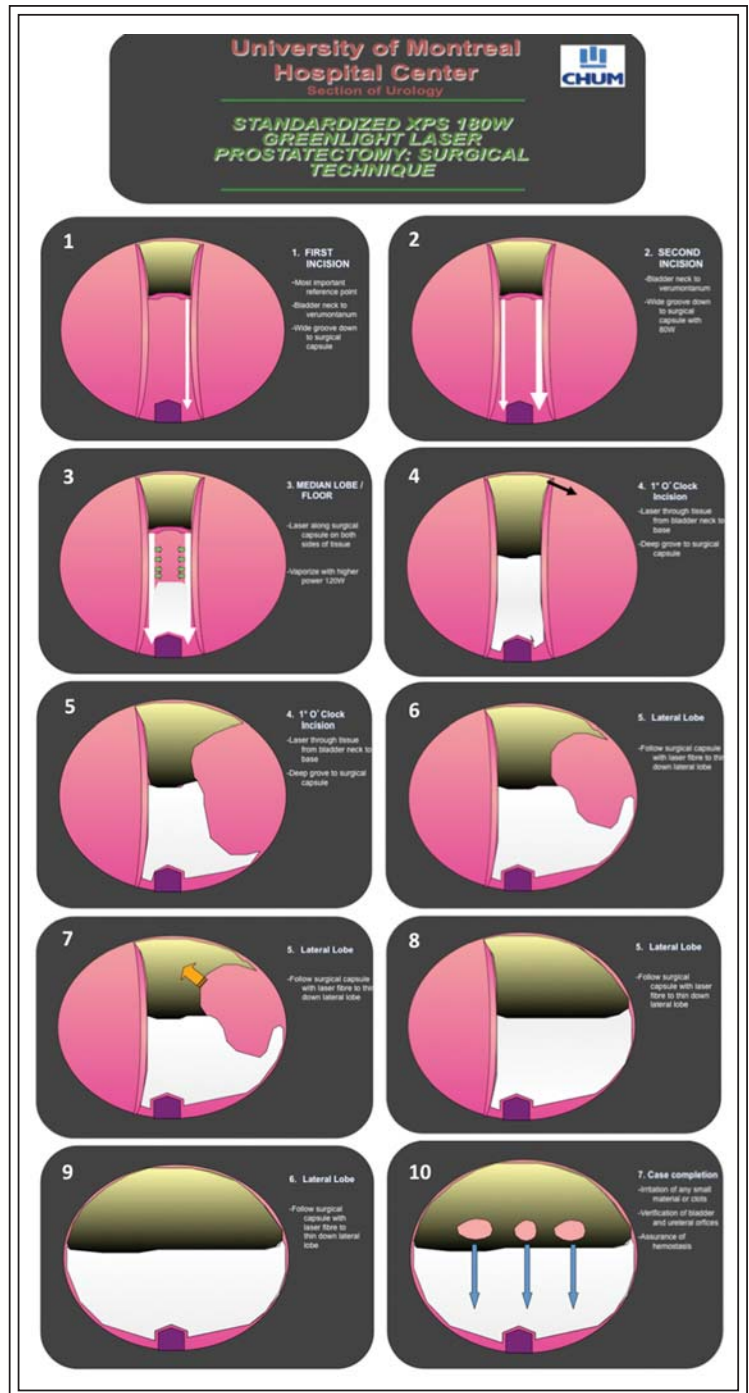 University of Montreal
Hospital Center
Section of Urology
CHUM
STANDARDIZED XPS 180W
GREENLIGHT LASER
PROSTATECTOMY: SURGICAL
TECHNIQUE
1
1. FIRST
INCISION
-Most important
reference point
-Bladder neck to
verumontanum
-Wide groove down
to surgical
capsule
2
2. SECOND
INCISION
-Bladder neck to
verumontanum
-Wide groove down
to surgical
capsule with
80W
3
3. MEDIAN LOBE /
FLOOR
-Laser along surgical
capsule on both
sides of tissue
-Vaporize with higher
power 120W
4
4. 1° O' Clock
Incision
-Laser through tissue
from bladder neck to
base
-Deep grove to surgical
capsule
5
4. 1° O' Clock
Incision
-Laser through tissue
from bladder neck to
base
-Deep grove to surgical
capsule
6
5. Lateral Lobe
-Follow surgical capsule
with laser fibre to thin
down lateral lobe
7
5. Lateral Lobe
-Follow surgical capsule
with laser fibre to thin
down lateral lobe
8
5. Lateral Lobe
-Follow surgical
capsule with laser
fibre to thin down
lateral lobe
9
6. Lateral Lobe
-Follow surgical
capsule with
laser fibre to
thin down lateral
lobe
10
7. Case completion
-Irritation of any small
material or clots
-Verification of bladder
and ureteral orifices
-Assurance of
hemostasis